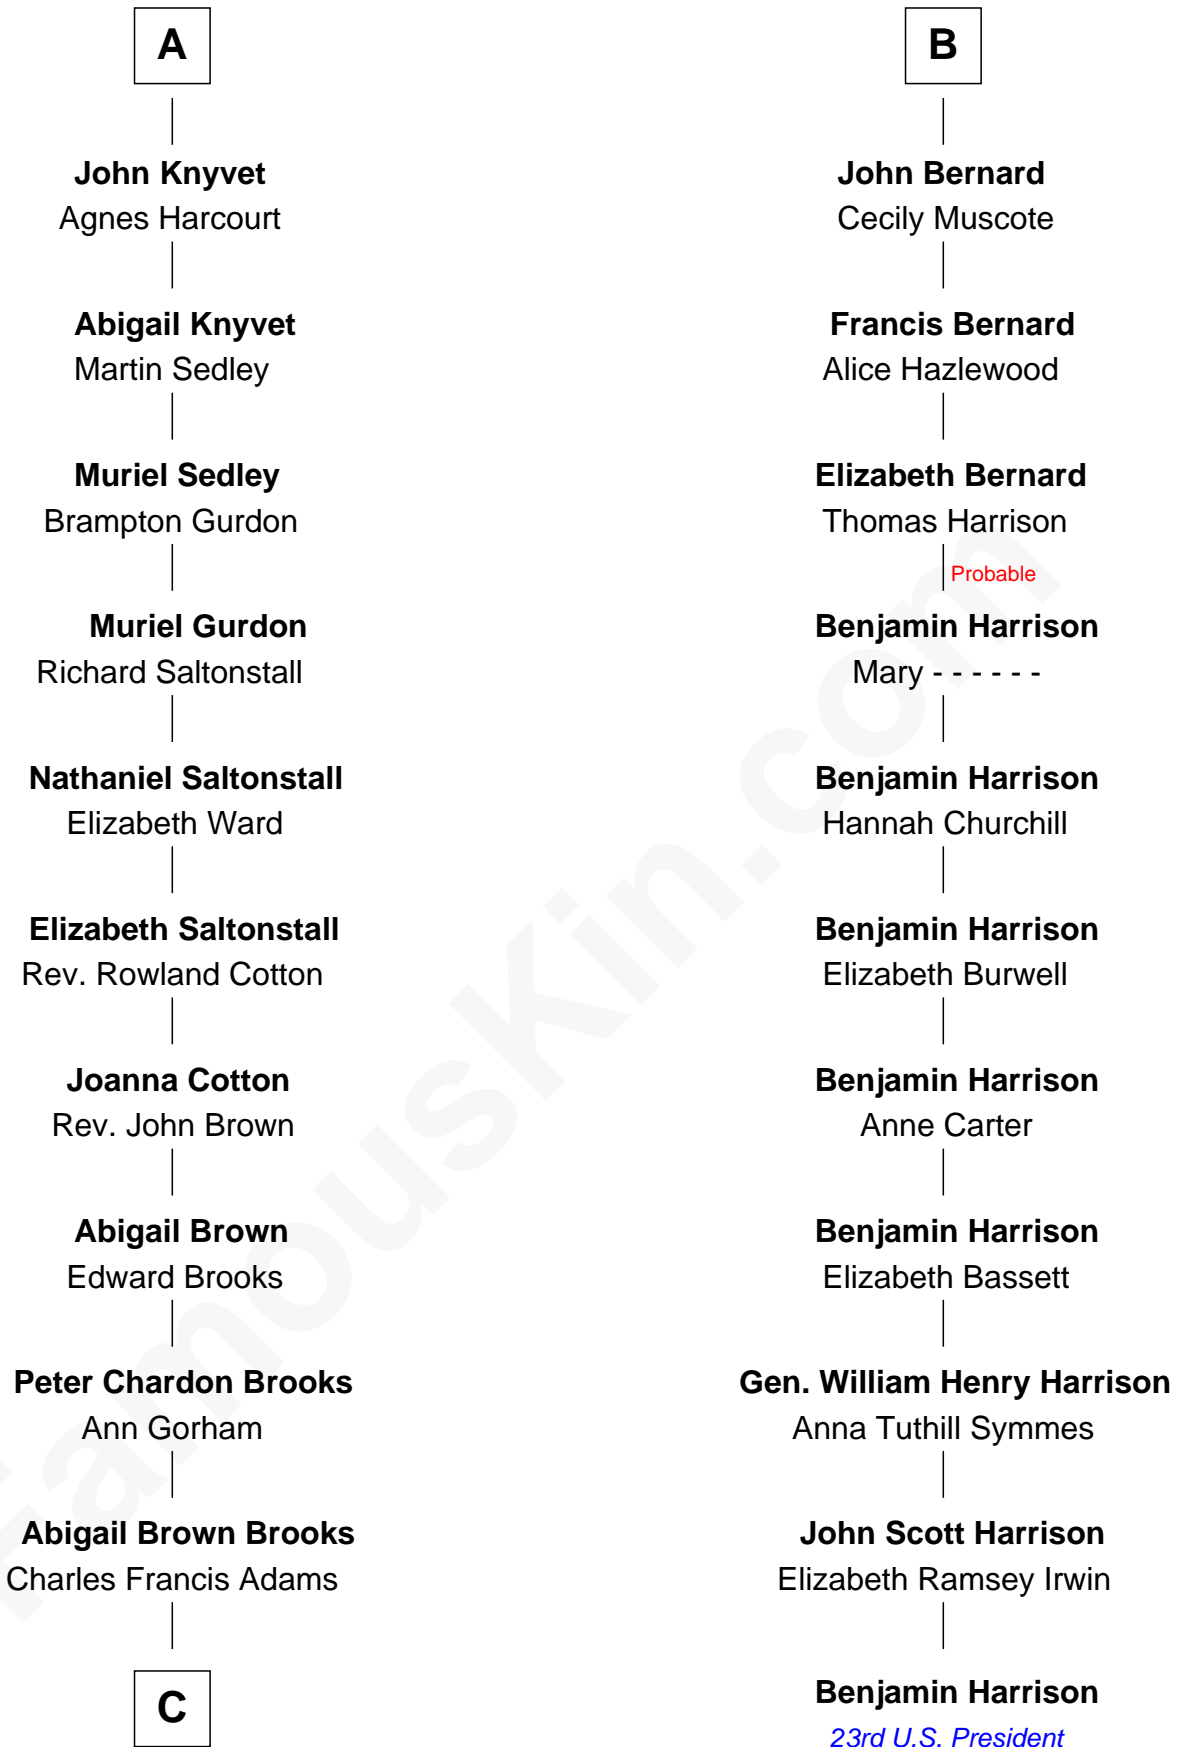 A
John Knyvet
Agnes Harcourt
Abigail Knyvet
Martin Sedley
Muriel Sedley
Brampton Gurdon
Muriel Gurdon
Richard Saltonstall
Nathaniel Saltonstall
Elizabeth Ward
Elizabeth Saltonstall
Rev. Rowland Cotton
Joanna Cotton
Rev. John Brown
Abigail Brown
Edward Brooks
Peter Chardon Brooks
Ann Gorham
Abigail Brown Brooks
Charles Francis Adams
C
B
John Bernard
Cecily Muscote
Francis Bernard
Alice Hazlewood
Elizabeth Bernard
Thomas Harrison
Probable
Benjamin Harrison
Mary - - - - - -
Benjamin Harrison
Hannah Churchill
Benjamin Harrison
Elizabeth Burwell
Benjamin Harrison
Anne Carter
Benjamin Harrison
Elizabeth Bassett
Gen. William Henry Harrison
Anna Tuthill Symmes
John Scott Harrison
Elizabeth Ramsey Irwin
Benjamin Harrison
23rd U.S. President
FamousKin.com